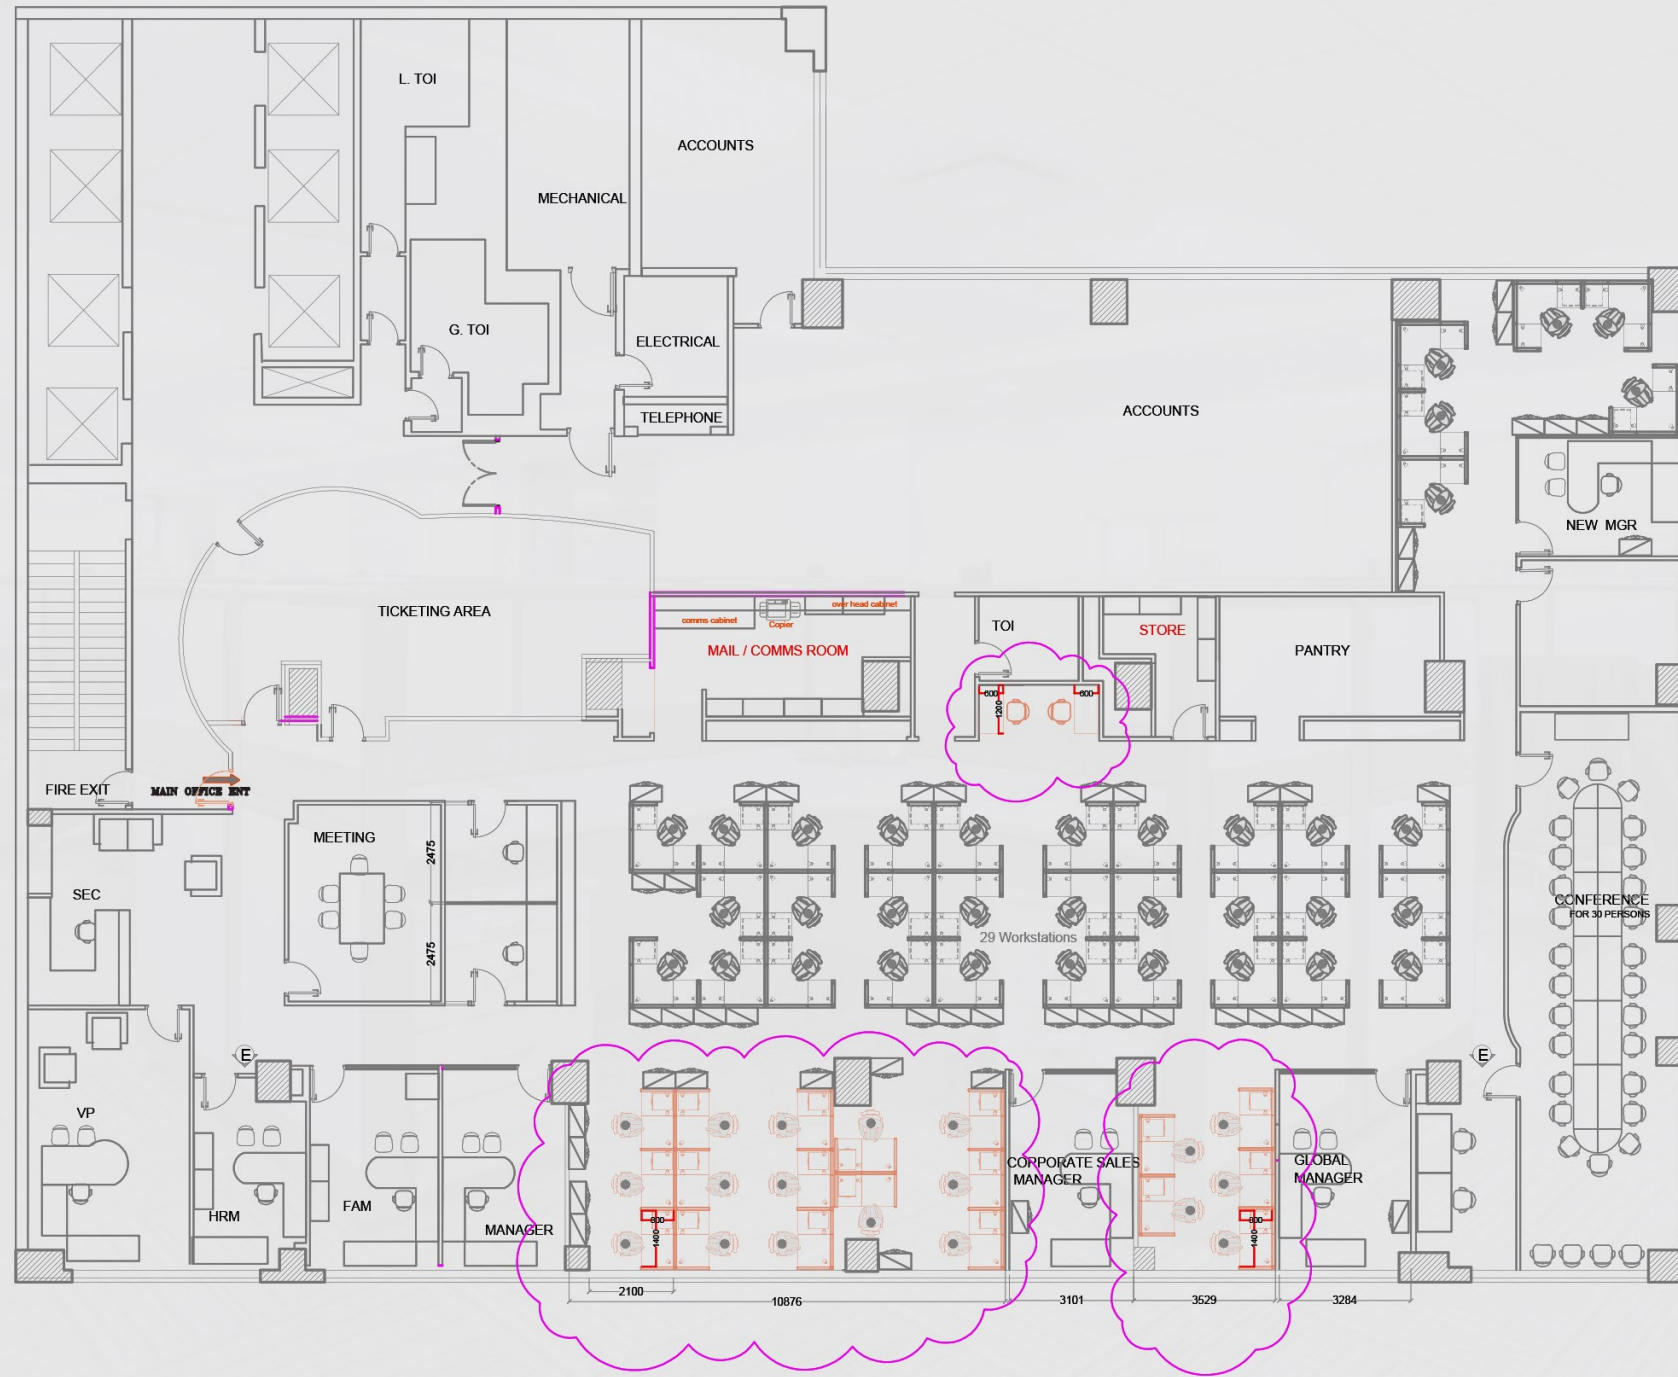 L. TOI
ACCOUNTS
MECHANICAL
G. TOI
ELECTRICAL
TELEPHONE
ACCOUNTS
NEW MGR
TICKETING AREA
comms cabinet
Copier
over head cabinet
MAIL / COMMS ROOM
TOI
STORE
PANTRY
600
600
1200
FIRE EXIT
MAIN OFFICE ENT
MEETING
2475
2475
SEC
29 Workstations
CONFERENCE
FOR 30 PERSONS
E
E
VP
HRM
FAM
MANAGER
CORPORATE SALES
MANAGER
GLOBAL
MANAGER
600
1400
600
1400
2100
10876
3101
3529
3284